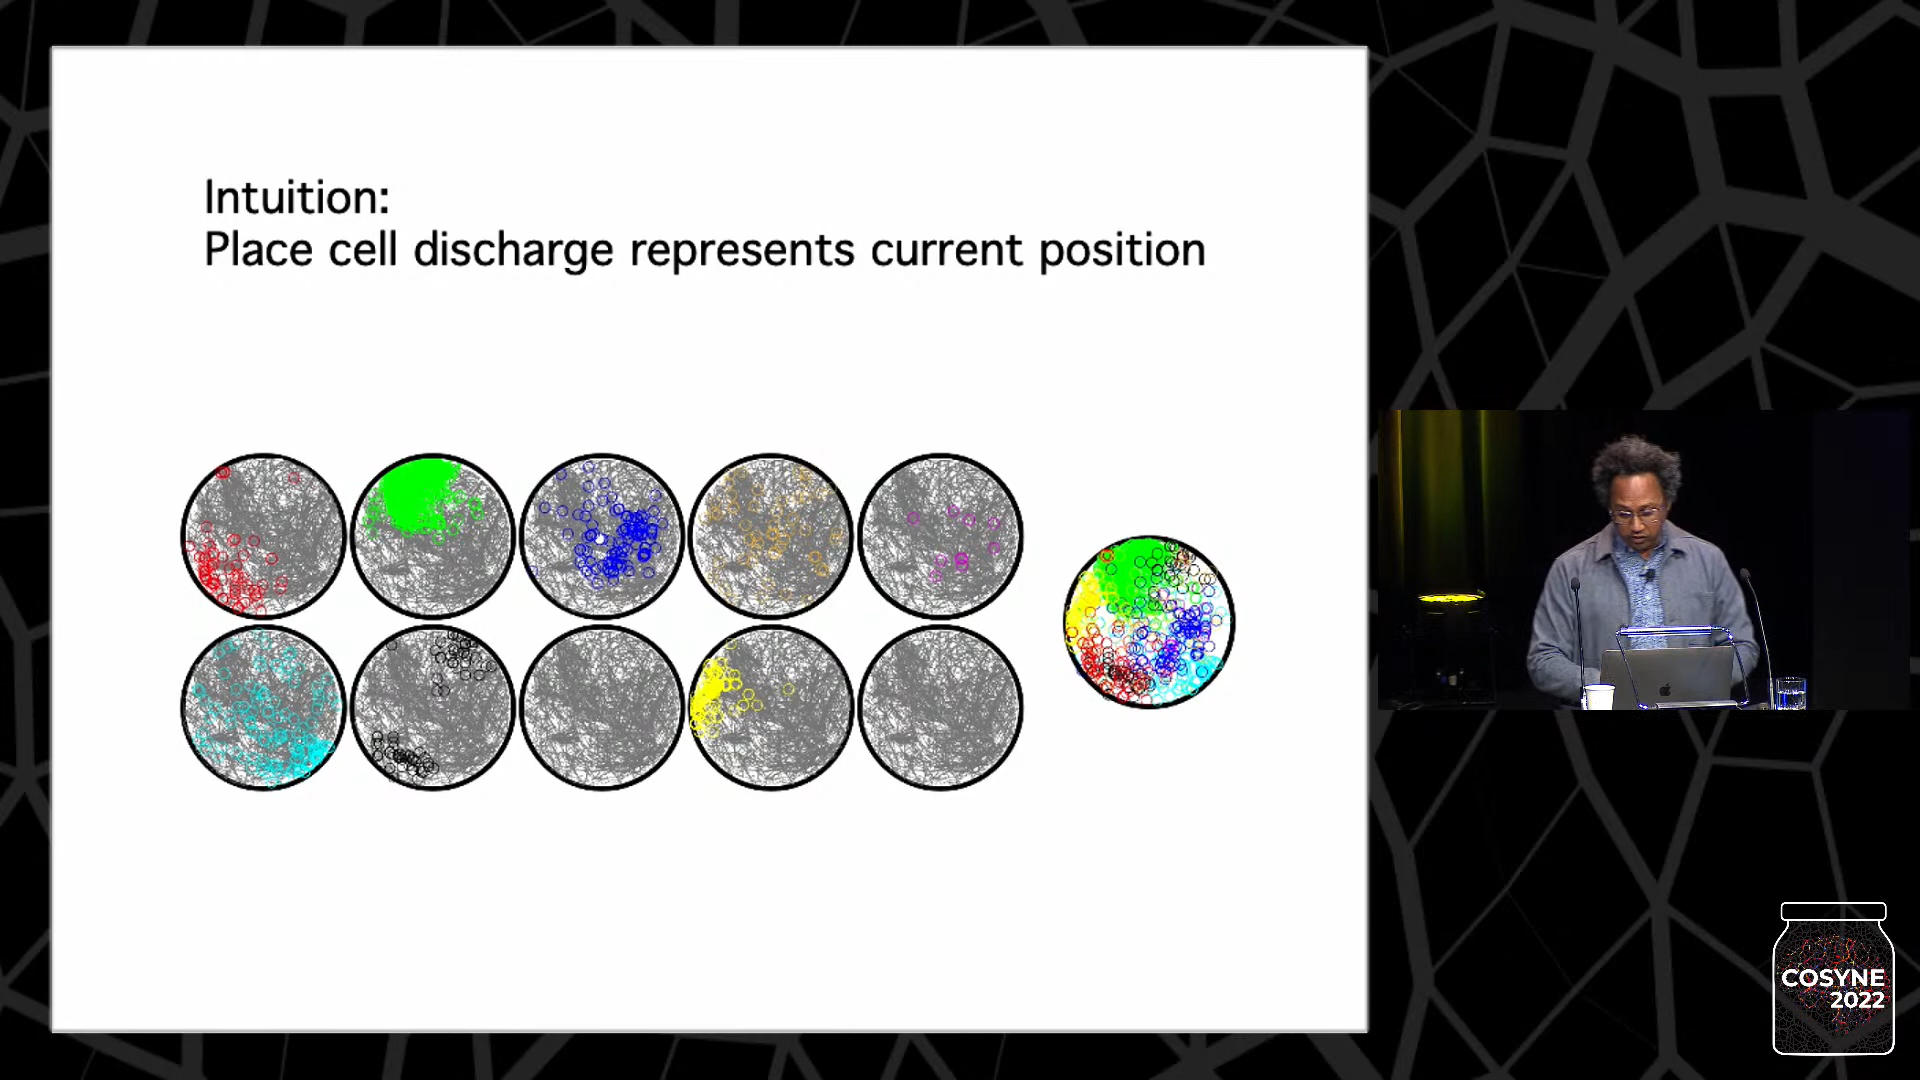 Intuition:
Place cell discharge represents current position
COSYNE
2022